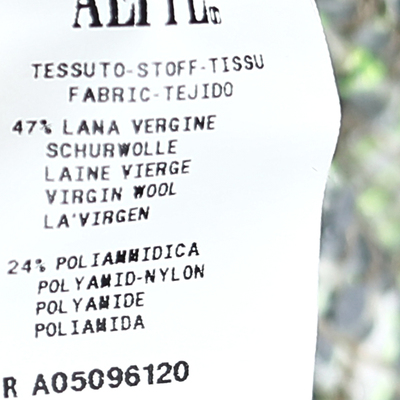 TESSUTO-STOFF-TISSU
FABRIC-TEJIDO
47% LANA VERGINE
SCHURWOLLE
LAINE VIERGE
VIRGIN WOOL
LA'VIRGEN
24% POLIAMMIDICA
POLYAMID-NYLON
POLYAMIDE
POLIAMIDA
R A05096120